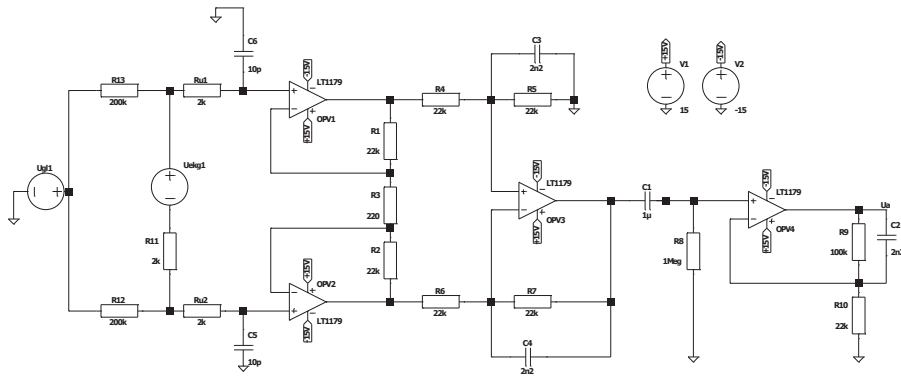 C6
10p
R13
200k
Ru1
2k
-15V
LT1179
OPV1
+15V
R4
22k
C3
2n2
R5
22k
+15V
V1
15
-15V
V2
-15
R1
22k
Ugl1
Uekg1
R3
220
-15V
LT1179
OPV3
+15V
C1
1µ
-15V
LT1179
OPV4
+15V
Ua
R11
2k
R2
22k
R8
1Meg
R9
100k
C2
2n2
+15V
OPV2
LT1179
-15V
R12
200k
Ru2
2k
R6
22k
R7
22k
R10
22k
C5
10p
C4
2n2